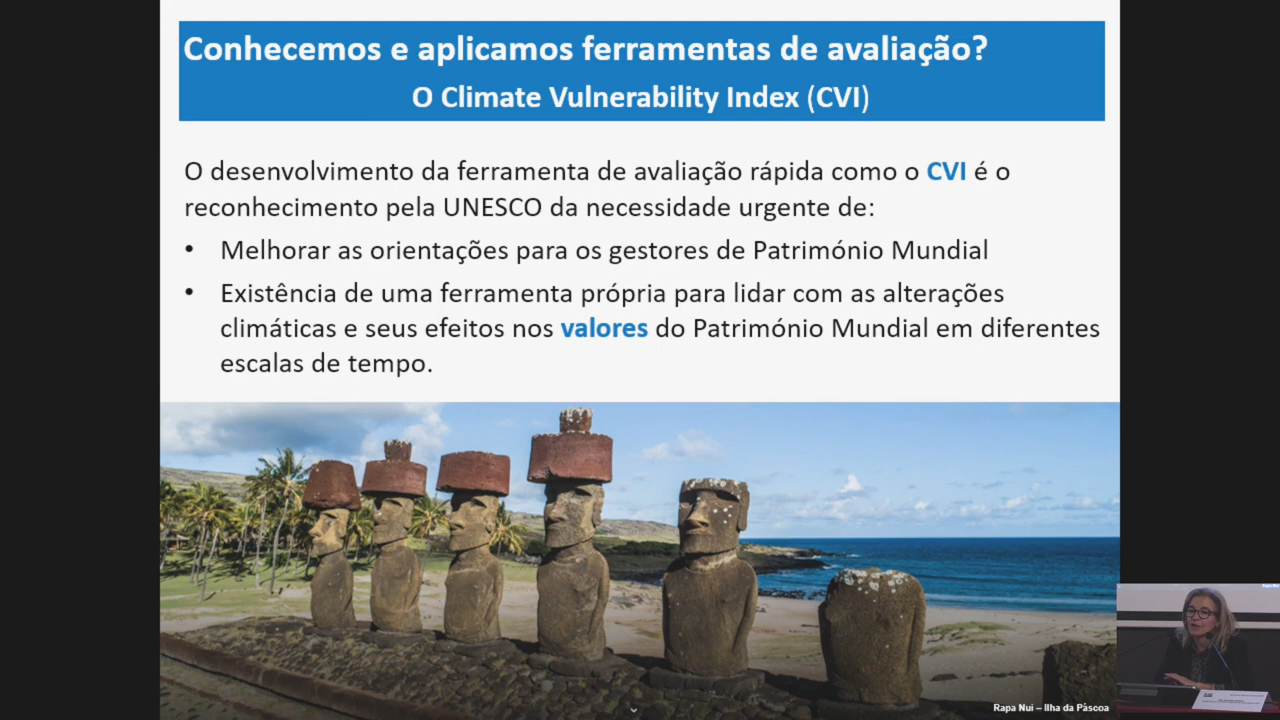 Conhecemos e aplicamos ferramentas de avaliação?
O Climate Vulnerability Index (CVI)
O desenvolvimento da ferramenta de avaliação rápida como o CVI é o
reconhecimento pela UNESCO da necessidade urgente de:
• Melhorar as orientações para os gestores de Património Mundial
• Existência de uma ferramenta própria para lidar com as alterações
climáticas e seus efeitos nos valores do Património Mundial em diferentes
escalas de tempo.
Rapa Nui – Ilha da Páscoa